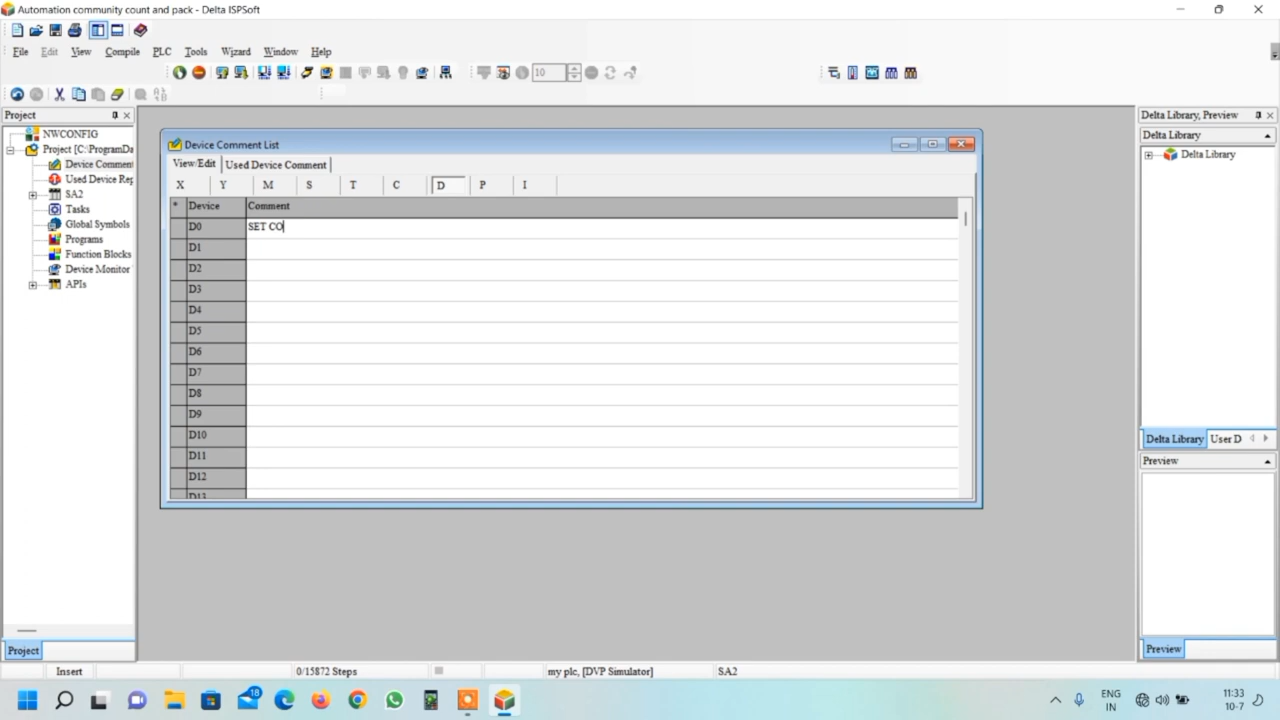 Automation community count and pack - Delta ISPSoft
File Edit View Compile PLC Tools Wizard Window Help
10
Project
NWCONFIG
Project [C:\ProgramDa
Device Comment
Used Device Rep
SA2
Tasks
Global Symbols
Programs
Function Blocks
Device Monitor
APIs
Project
Device Comment List
View/Edit Used Device Comment
X Y M S T C D P I
* Device Comment
D0 SET CO
D1
D2
D3
D4
D5
D6
D7
D8
D9
D10
D11
D12
D13
Delta Library, Preview
Delta Library
Delta Library
Delta Library User D
Preview
Preview
Insert 0/15872 Steps my plc, [DVP Simulator] SA2
18
ENG
IN
11:33
10-7